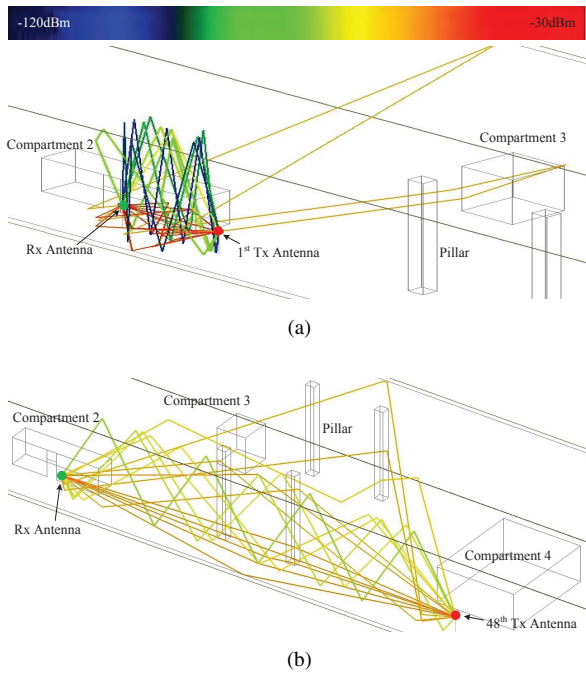 -120dBm -30dBm
Compartment 2
Compartment 3
Rx Antenna
1st Tx Antenna
Pillar
(a)
Compartment 3
Compartment 2
Pillar
Rx Antenna
Compartment 4
48th Tx Antenna
(b)